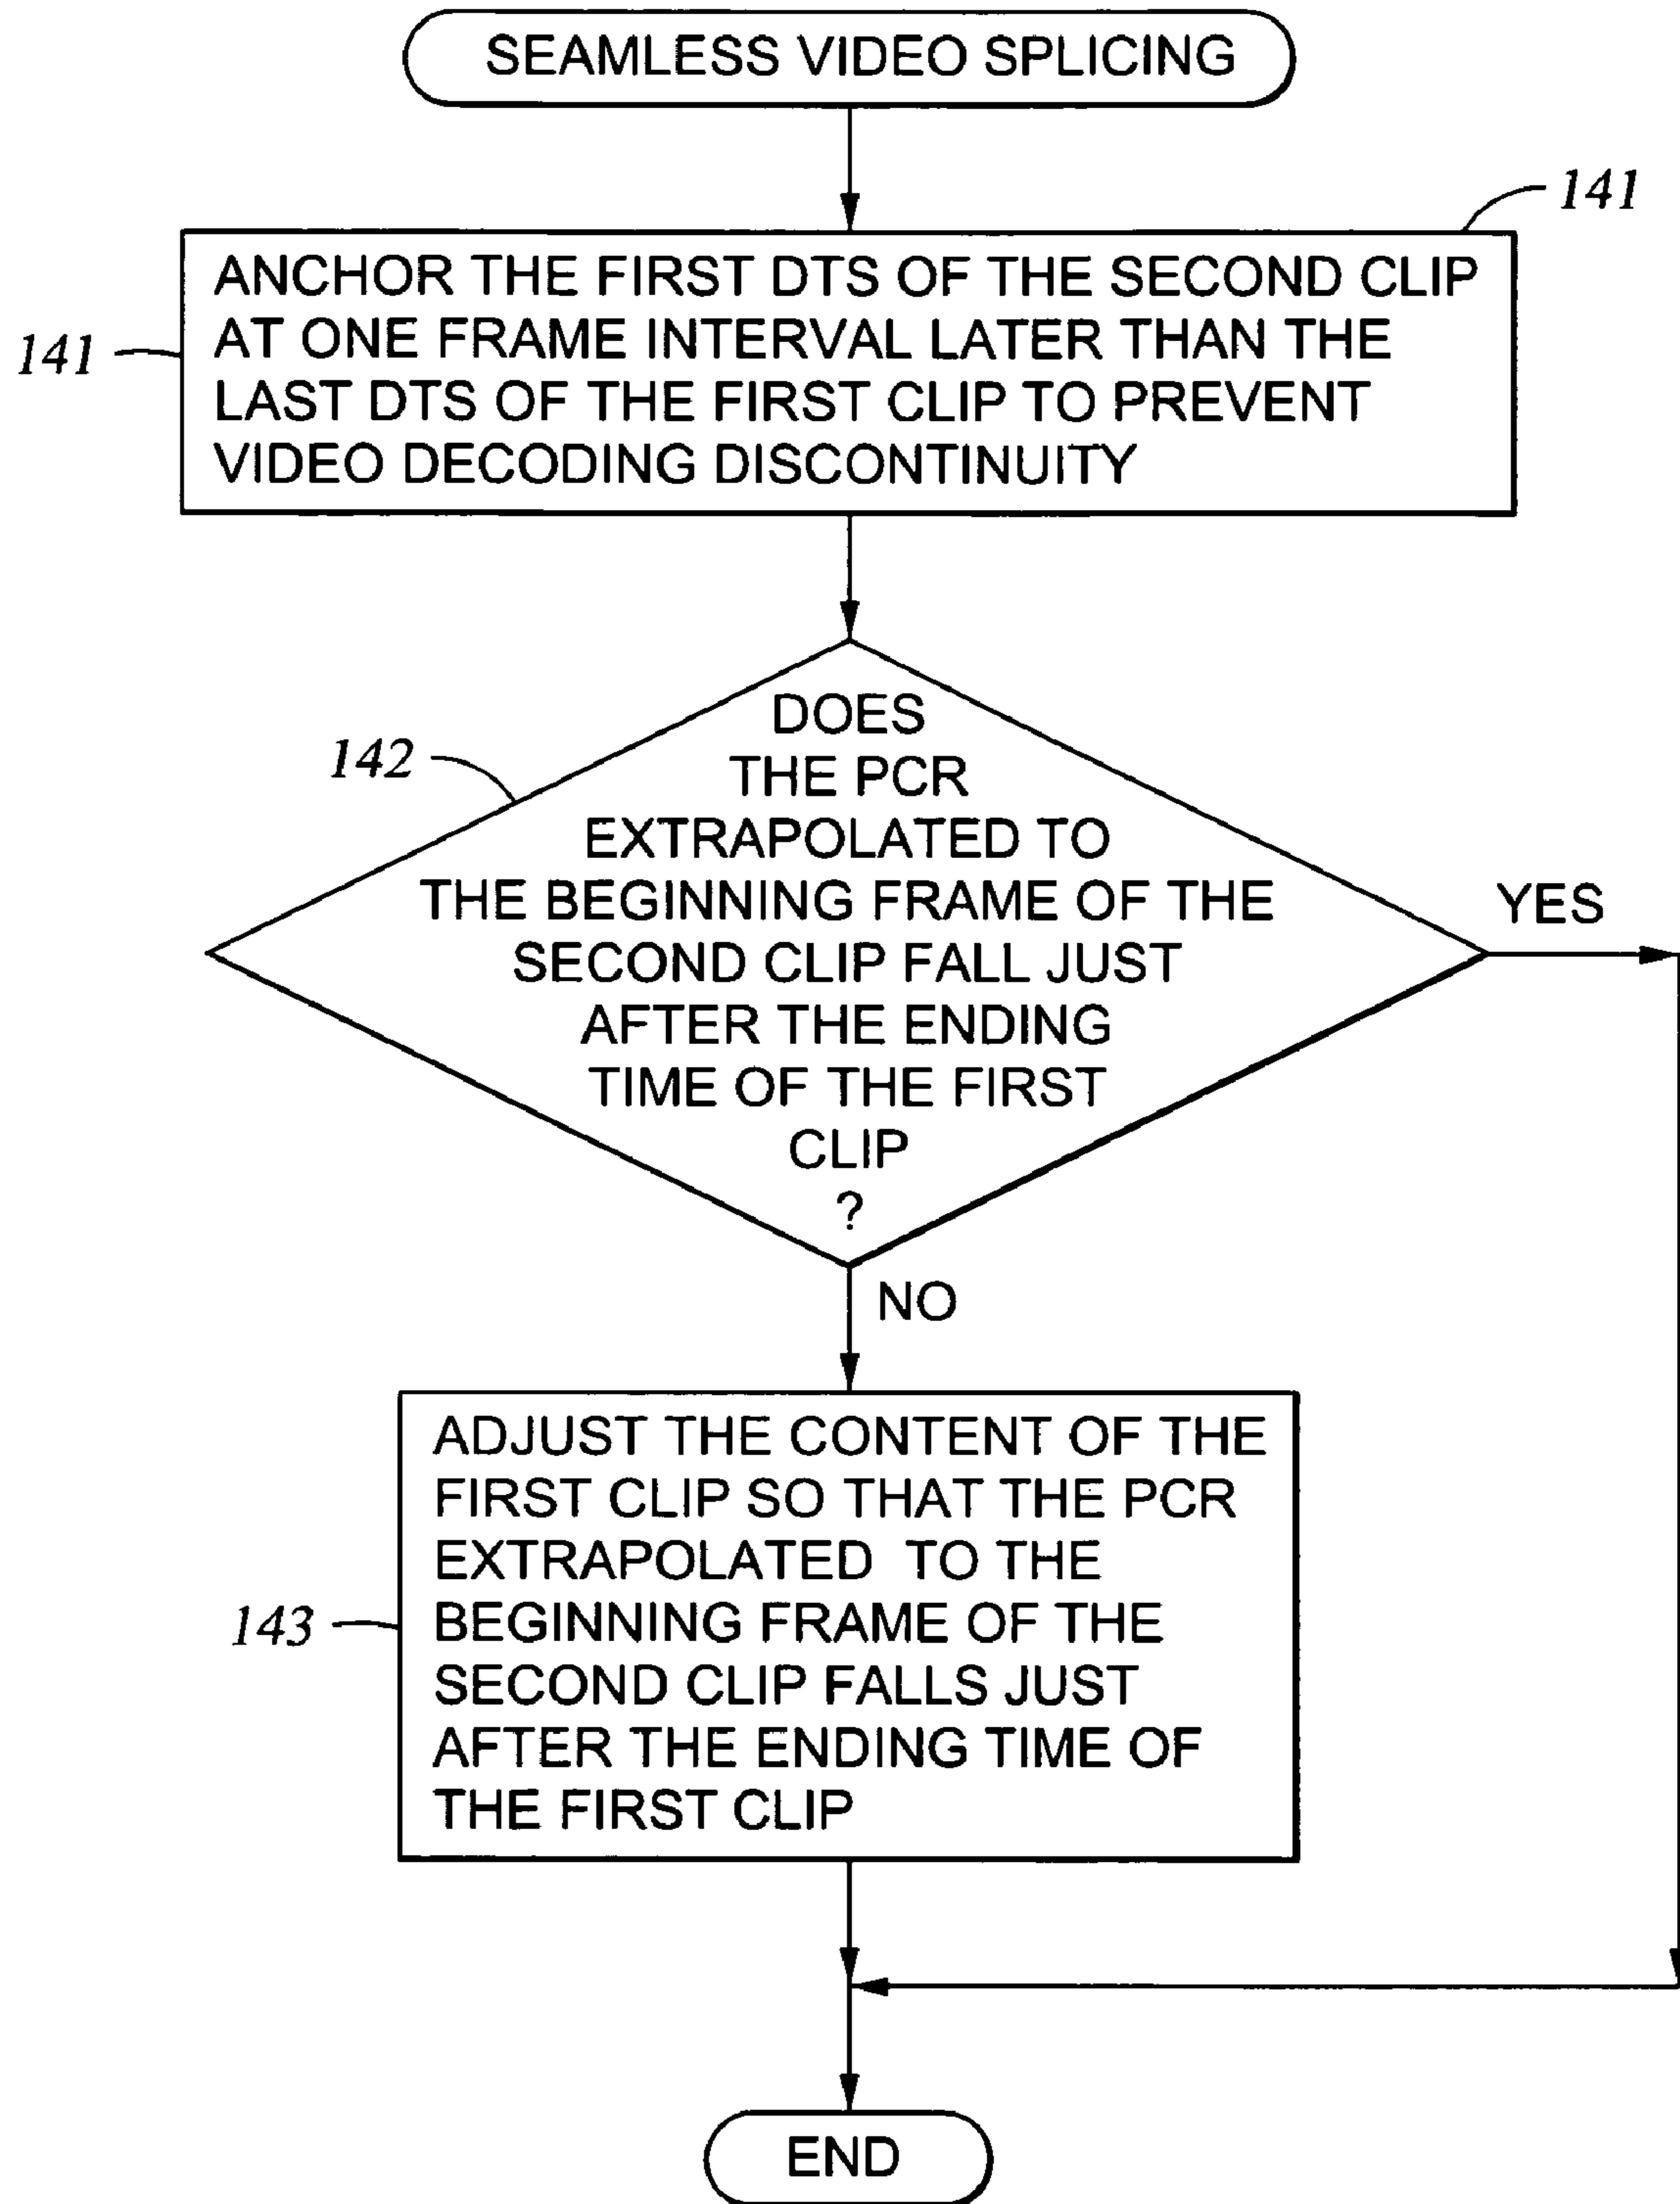 SEAMLESS VIDEO SPLICING
141
ANCHOR THE FIRST DTS OF THE SECOND CLIP
AT ONE FRAME INTERVAL LATER THAN THE
LAST DTS OF THE FIRST CLIP TO PREVENT
VIDEO DECODING DISCONTINUITY
141
142
DOES
THE PCR
EXTRAPOLATED TO
THE BEGINNING FRAME OF THE
SECOND CLIP FALL JUST
AFTER THE ENDING
TIME OF THE FIRST
CLIP
?
YES
NO
143
ADJUST THE CONTENT OF THE
FIRST CLIP SO THAT THE PCR
EXTRAPOLATED TO THE
BEGINNING FRAME OF THE
SECOND CLIP FALLS JUST
AFTER THE ENDING TIME OF
THE FIRST CLIP
END